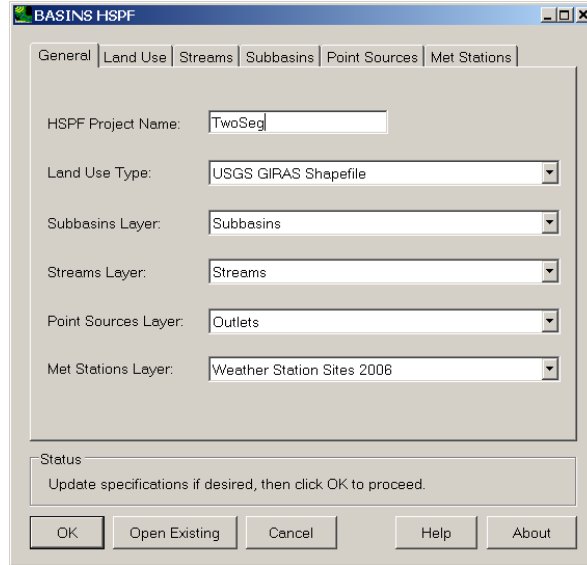 BASINS HSPF
General Land Use Streams Subbasins Point Sources Met Stations
HSPF Project Name: TwoSeg
Land Use Type: USGS GIRAS Shapefile
Subbasins Layer: Subbasins
Streams Layer: Streams
Point Sources Layer: Outlets
Met Stations Layer: Weather Station Sites 2006
Status
Update specifications if desired, then click OK to proceed.
OK Open Existing Cancel Help About